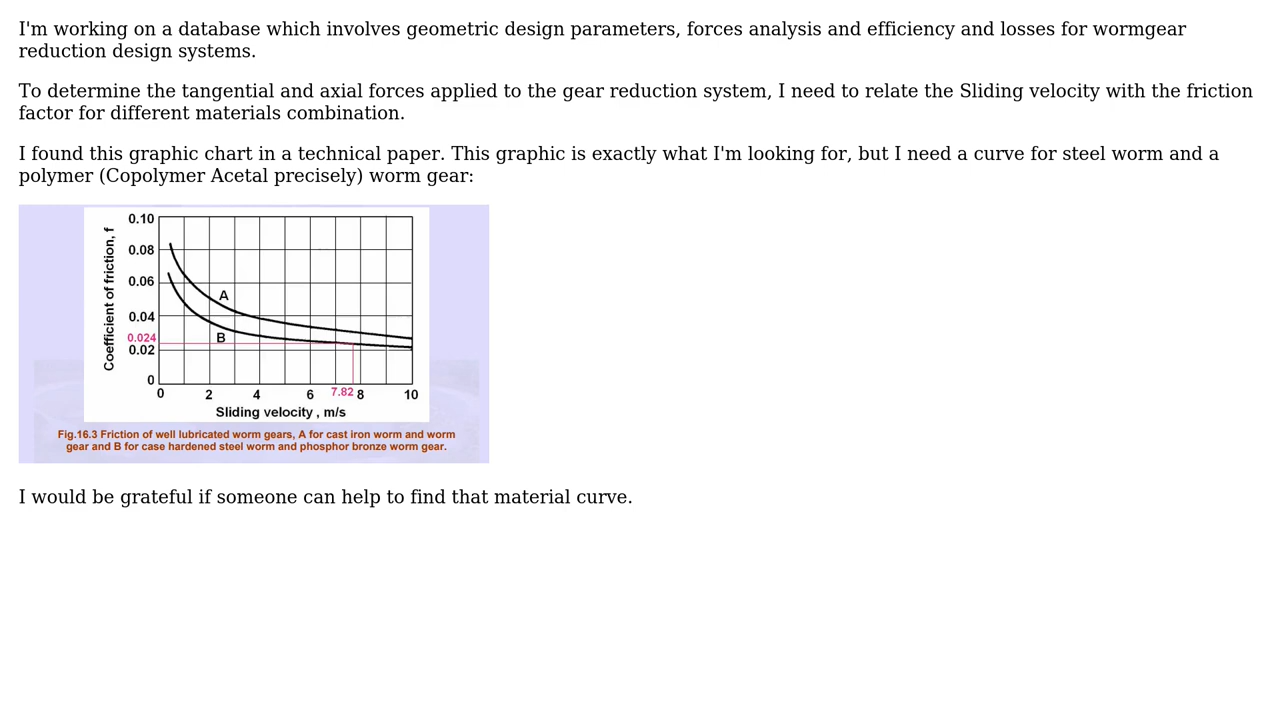 I'm working on a database which involves geometric design parameters, forces analysis and efficiency and losses for wormgear
reduction design systems.
To determine the tangential and axial forces applied to the gear reduction system, I need to relate the Sliding velocity with the friction
factor for different materials combination.
I found this graphic chart in a technical paper. This graphic is exactly what I'm looking for, but I need a curve for steel worm and a
polymer (Copolymer Acetal precisely) worm gear:
Coefficient of friction, f
0.10
0.08
0.06
0.04
0.024
0.02
0
A
B
0 2 4 6 7.82 8 10
Sliding velocity , m/s
Fig.16.3 Friction of well lubricated worm gears, A for cast iron worm and worm
gear and B for case hardened steel worm and phosphor bronze worm gear.
I would be grateful if someone can help to find that material curve.